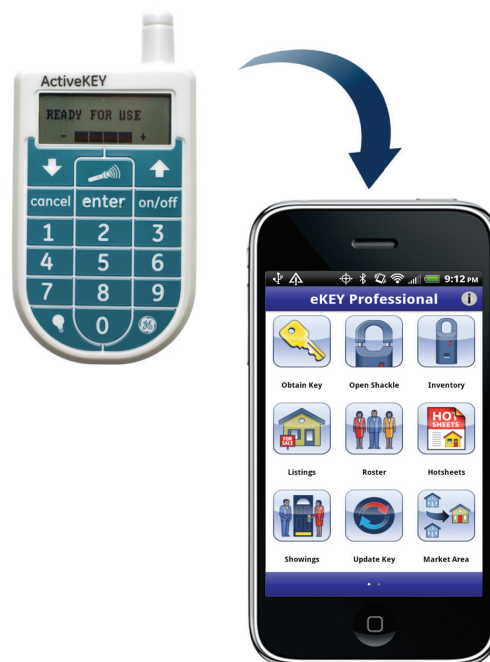 ActiveKEY
READY FOR USE
- +
cancel enter on/off
1 2 3
4 5 6
7 8 9
0
9:12 PM
eKEY Professional i
Obtain Key Open Shackle Inventory
FOR SALE
HOT SHEETS
Listings Roster Hotsheets
Showings Update Key Market Area